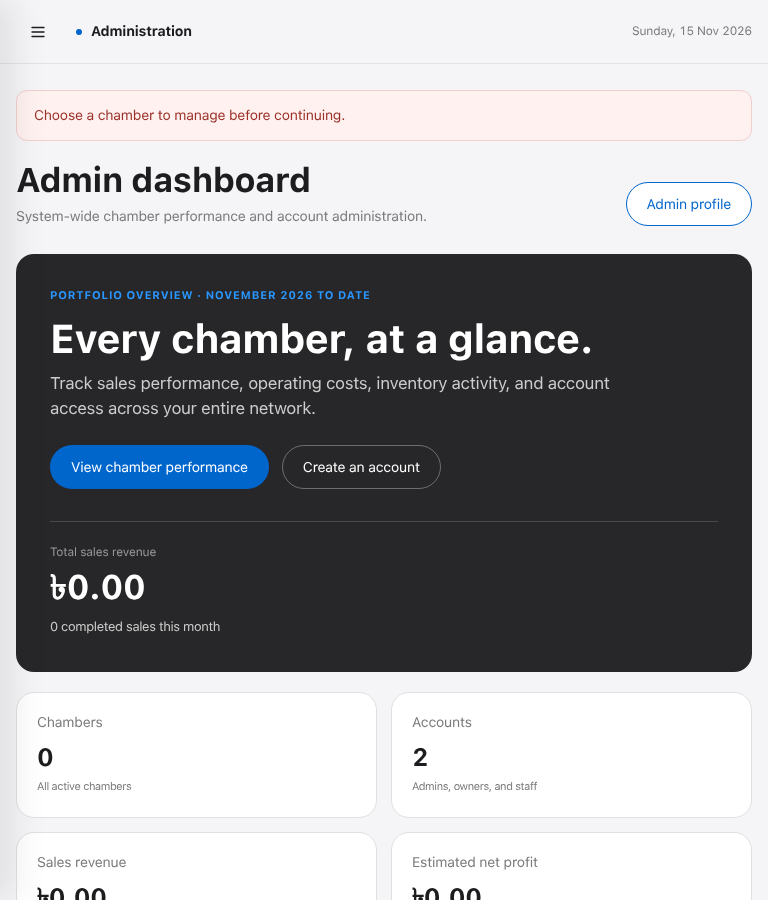 Administration
Sunday, 15 Nov 2026
Choose a chamber to manage before continuing.
Admin dashboard
System-wide chamber performance and account administration.
Admin profile
PORTFOLIO OVERVIEW · NOVEMBER 2026 TO DATE
Every chamber, at a glance.
Track sales performance, operating costs, inventory activity, and account
access across your entire network.
View chamber performance
Create an account
Total sales revenue
৳0.00
0 completed sales this month
Chambers
0
All active chambers
Accounts
2
Admins, owners, and staff
Sales revenue
৳0.00
Estimated net profit
৳0.00